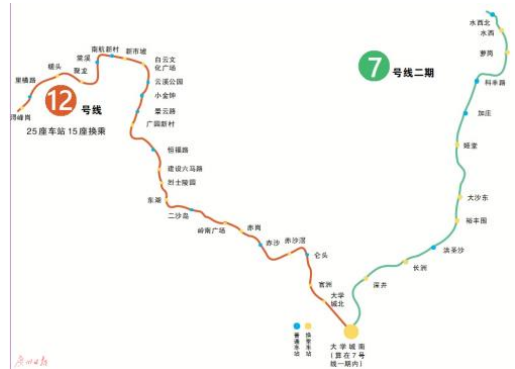 水西北
水西
萝岗
科丰路
加庄
姬堂
大沙东
裕丰围
洪圣沙
长洲
深井
7
号线二期
南航新村
新市墟
棠溪
白云文
化广场
槎头
聚龙
里横路
浔峰岗
云溪公园
小金钟
景云路
广园新村
12
号线
25座车站 15座换乘
恒福路
建设六马路
烈士陵园
东湖
二沙岛
岭南广场
赤岗
赤沙
赤沙滘
仑头
官洲
大学
城北
普通车站
换乘车站
大学城南
(算在7号
线一期内)
广州日报